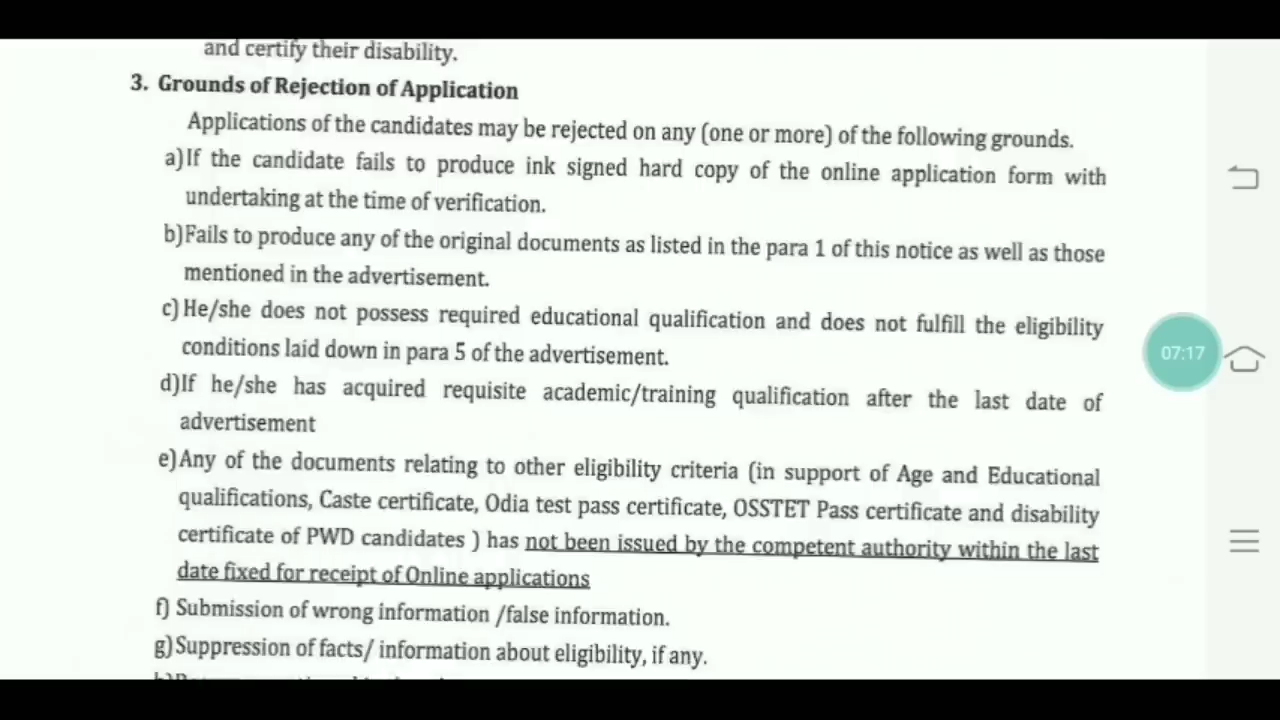 and certify their disability.
3. Grounds of Rejection of Application
Applications of the candidates may be rejected on any (one or more) of the following grounds.
a)If the candidate fails to produce ink signed hard copy of the online application form with
undertaking at the time of verification.
b)Fails to produce any of the original documents as listed in the para 1 of this notice as well as those
mentioned in the advertisement.
c) He/she does not possess required educational qualification and does not fulfill the eligibility
conditions laid down in para 5 of the advertisement.
d)If he/she has acquired requisite academic/training qualification after the last date of
advertisement
e)Any of the documents relating to other eligibility criteria (in support of Age and Educational
qualifications, Caste certificate, Odia test pass certificate, OSSTET Pass certificate and disability
certificate of PWD candidates ) has not been issued by the competent authority within the last
date fixed for receipt of Online applications
f) Submission of wrong information /false information.
g)Suppression of facts/ information about eligibility, if any.
07:17